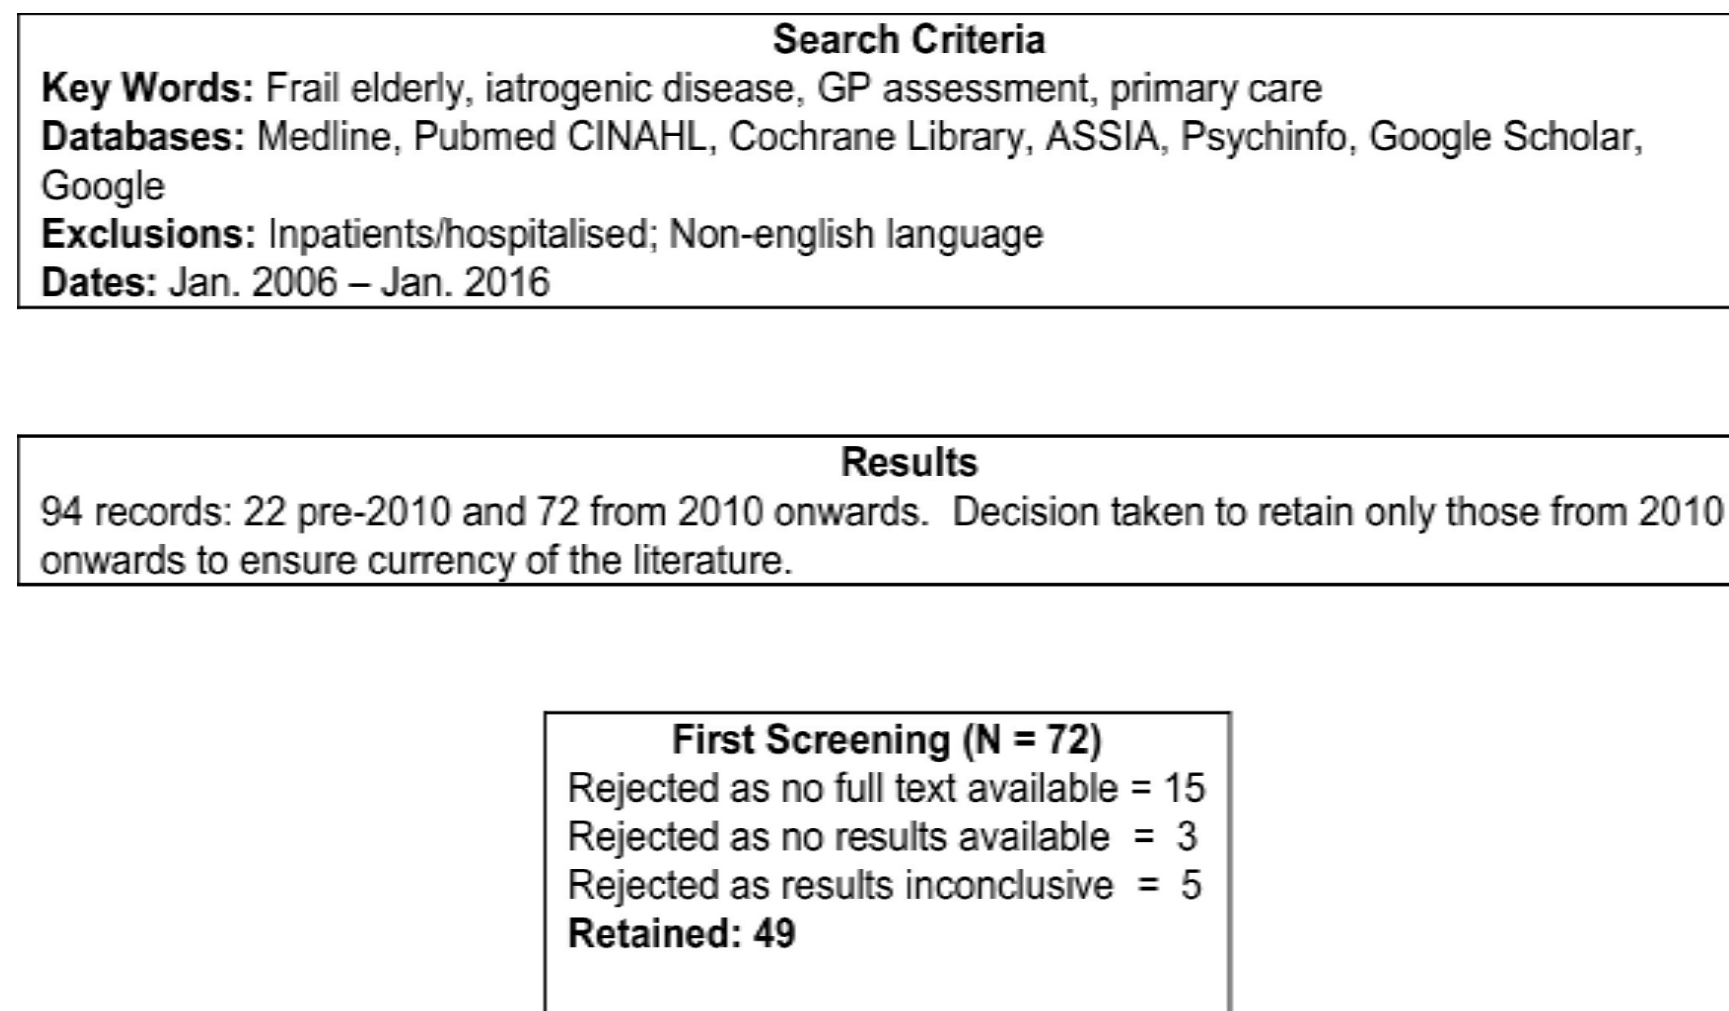 Search Criteria
Key Words: Frail elderly, iatrogenic disease, GP assessment, primary care
Databases: Medline, Pubmed CINAHL, Cochrane Library, ASSIA, Psychinfo, Google Scholar,
Google
Exclusions: Inpatients/hospitalised; Non-english language
Dates: Jan. 2006 – Jan. 2016
Results
94 records: 22 pre-2010 and 72 from 2010 onwards.  Decision taken to retain only those from 2010
onwards to ensure currency of the literature.
First Screening (N = 72)
Rejected as no full text available = 15
Rejected as no results available  =  3
Rejected as results inconclusive  =  5
Retained: 49